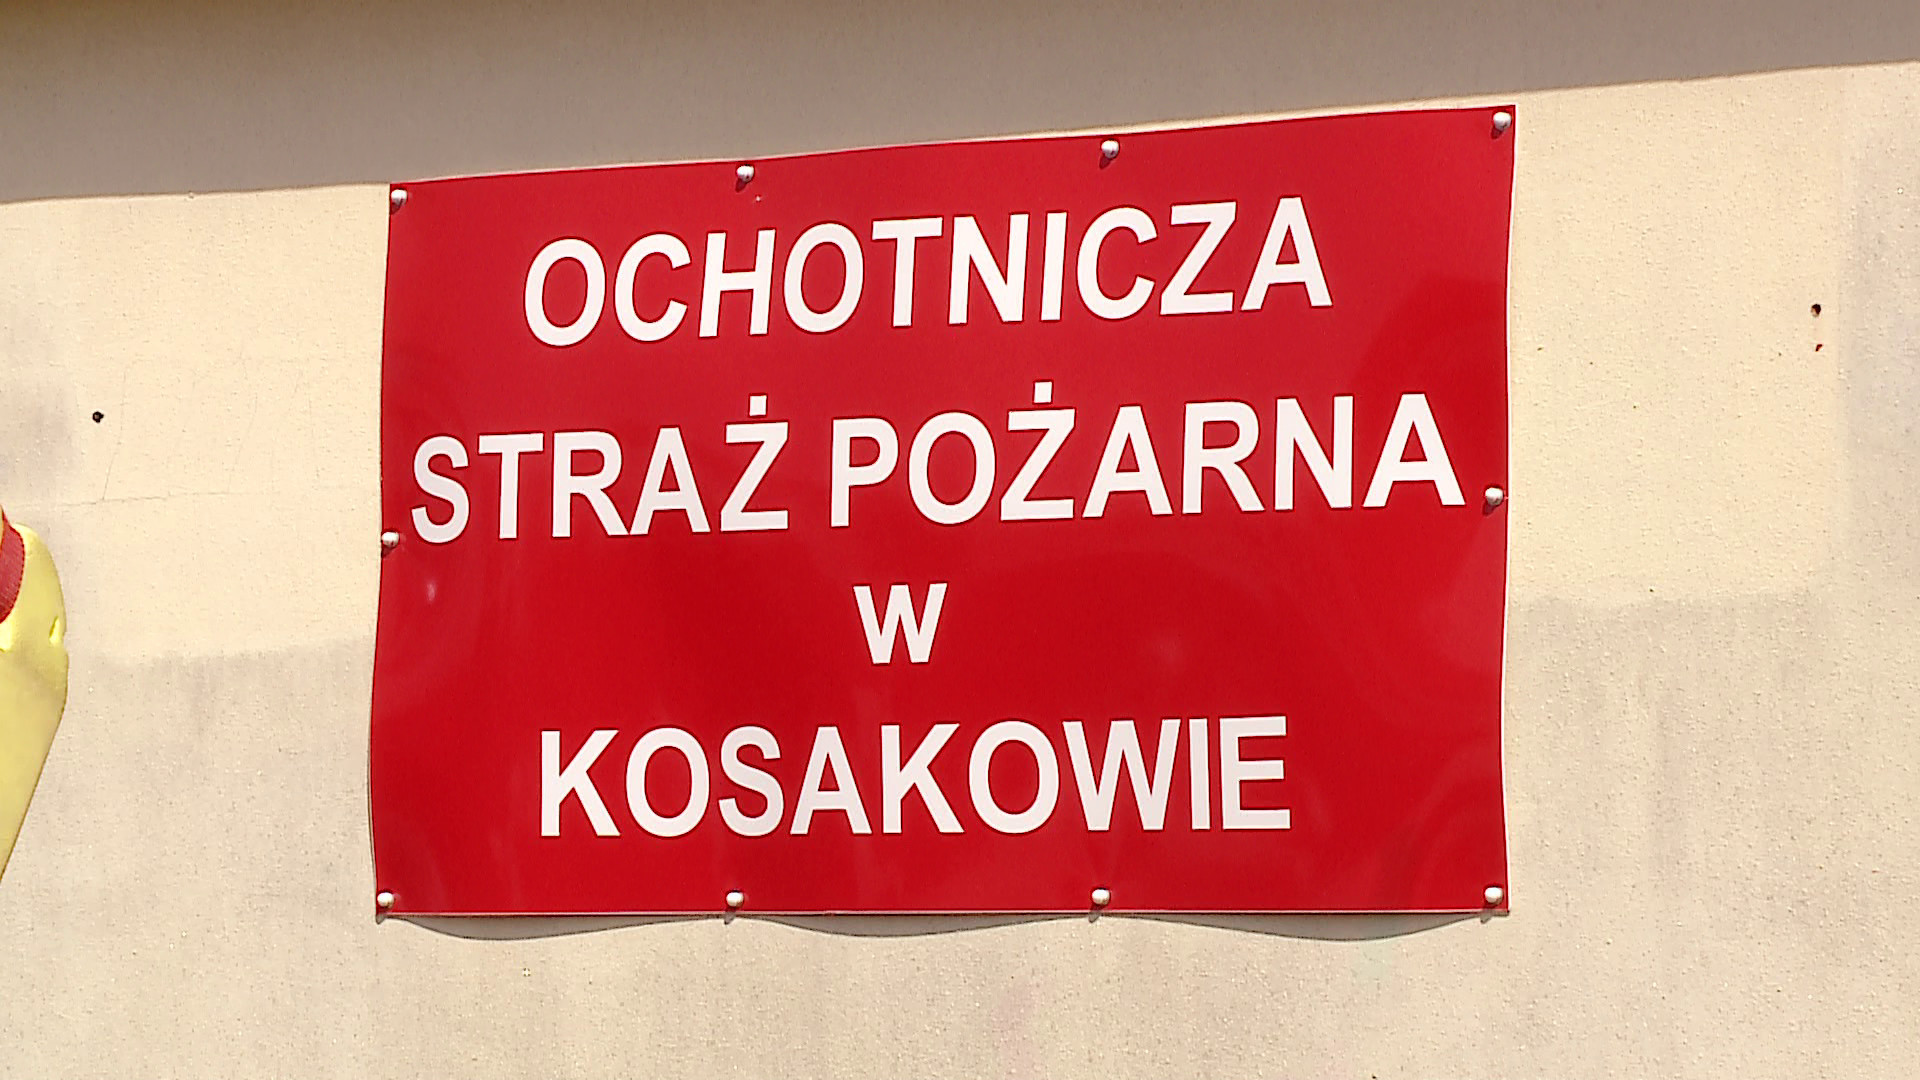 OCHOTNICZA
STRAŻ POŻARNA
W
KOSAKOWIE